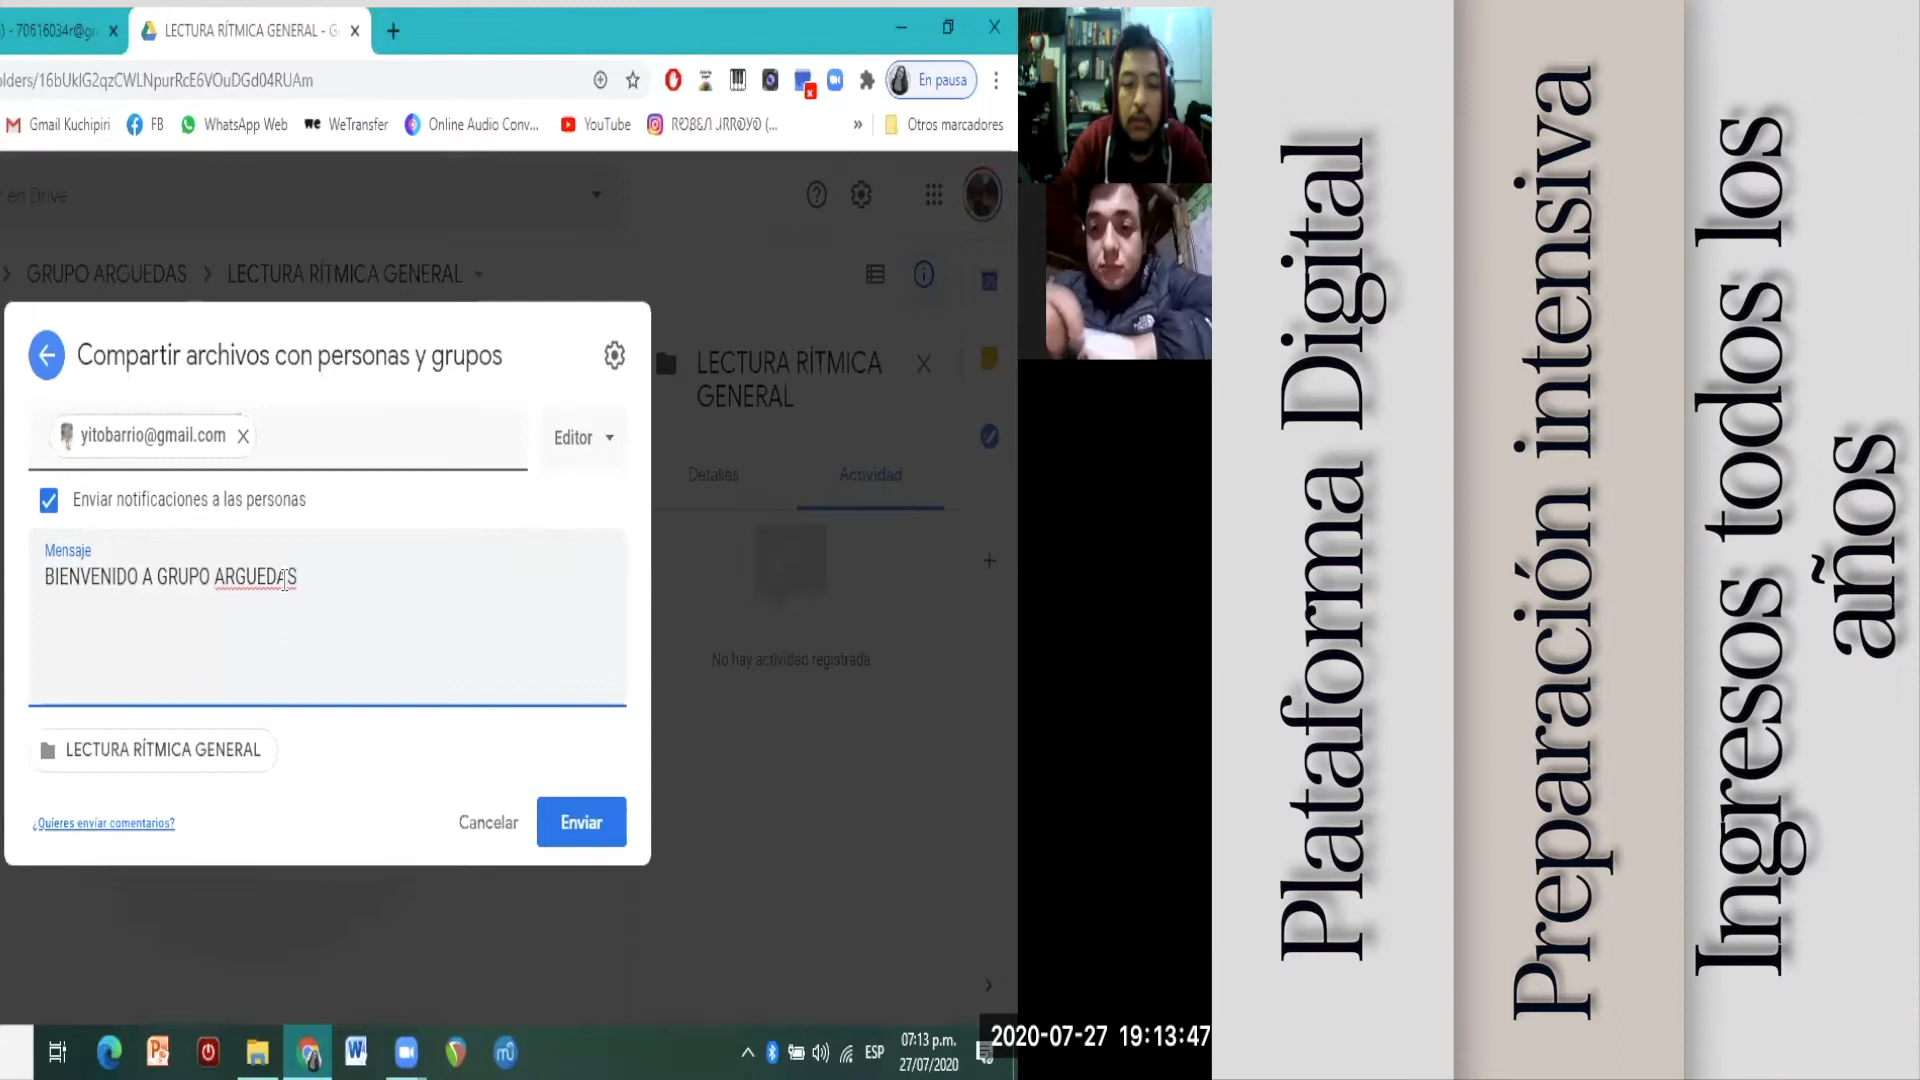 ) - 70616034r@g
LECTURA RÍTMICA GENERAL - G
olders/16bUkIG2qzCWLNpurRcE6VOuDGd04RUAm
En pausa
Gmail Kuchipiri
FB
WhatsApp Web
WeTransfer
Online Audio Conv...
YouTube
»
Otros marcadores
en Drive
GRUPO ARGUEDAS
LECTURA RÍTMICA GENERAL
Compartir archivos con personas y grupos
yitobarrio@gmail.com
Editor
Enviar notificaciones a las personas
Mensaje
BIENVENIDO A GRUPO ARGUEDAS
LECTURA RÍTMICA GENERAL
¿Quieres enviar comentarios?
Cancelar
Enviar
LECTURA RÍTMICA
GENERAL
Detalles
Actividad
No hay actividad registrada
ESP
07:13 p.m.
27/07/2020
2020-07-27 19:13:47
Plataforma Digital
Preparación intensiva
Ingresos todos los
años